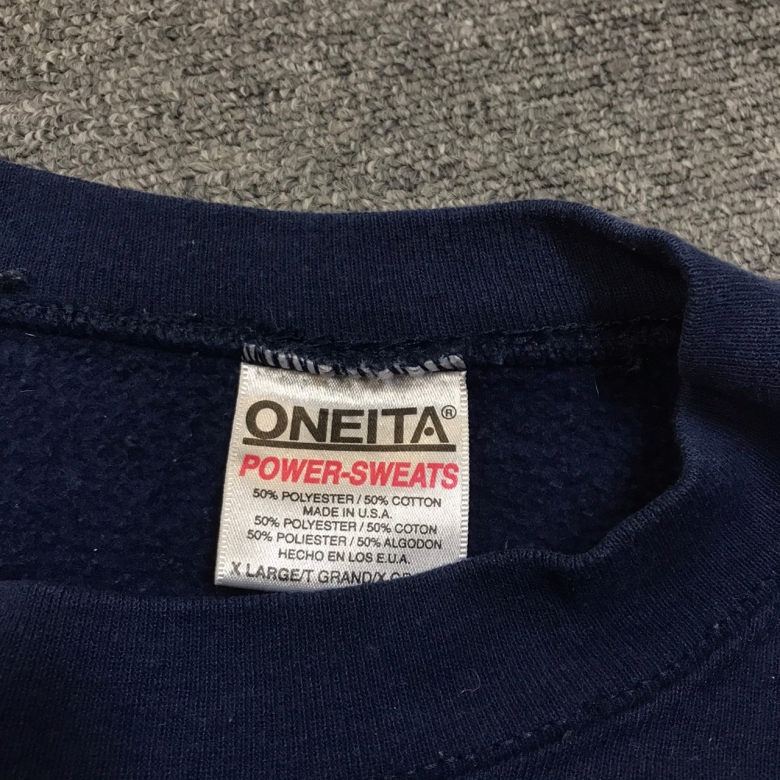 ONEITA®
POWER-SWEATS
50% POLYESTER / 50% COTTON
MADE IN U.S.A.
50% POLYESTER / 50% COTON
50% POLIESTER / 50% ALGODON
HECHO EN LOS E.U.A.
X LARGE/T GRAND/X